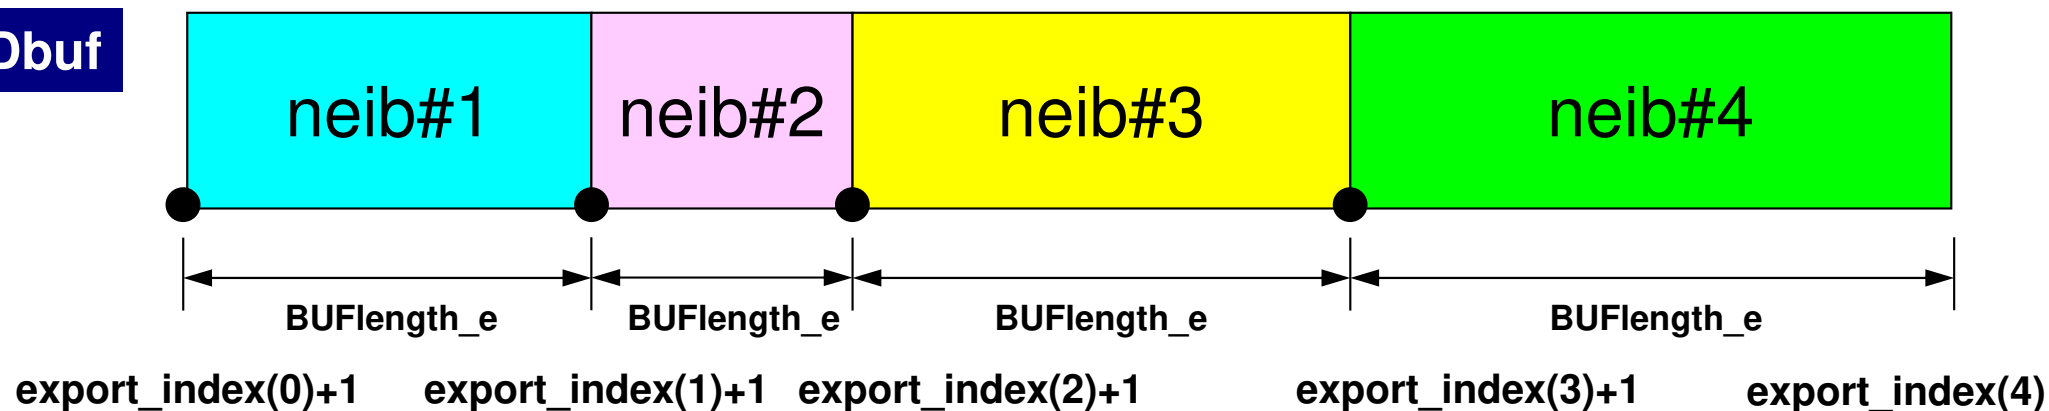 Dbuf
neib#1 neib#2 neib#3 neib#4
BUFlength_e BUFlength_e BUFlength_e BUFlength_e
export_index(0)+1 export_index(1)+1 export_index(2)+1 export_index(3)+1 export_index(4)